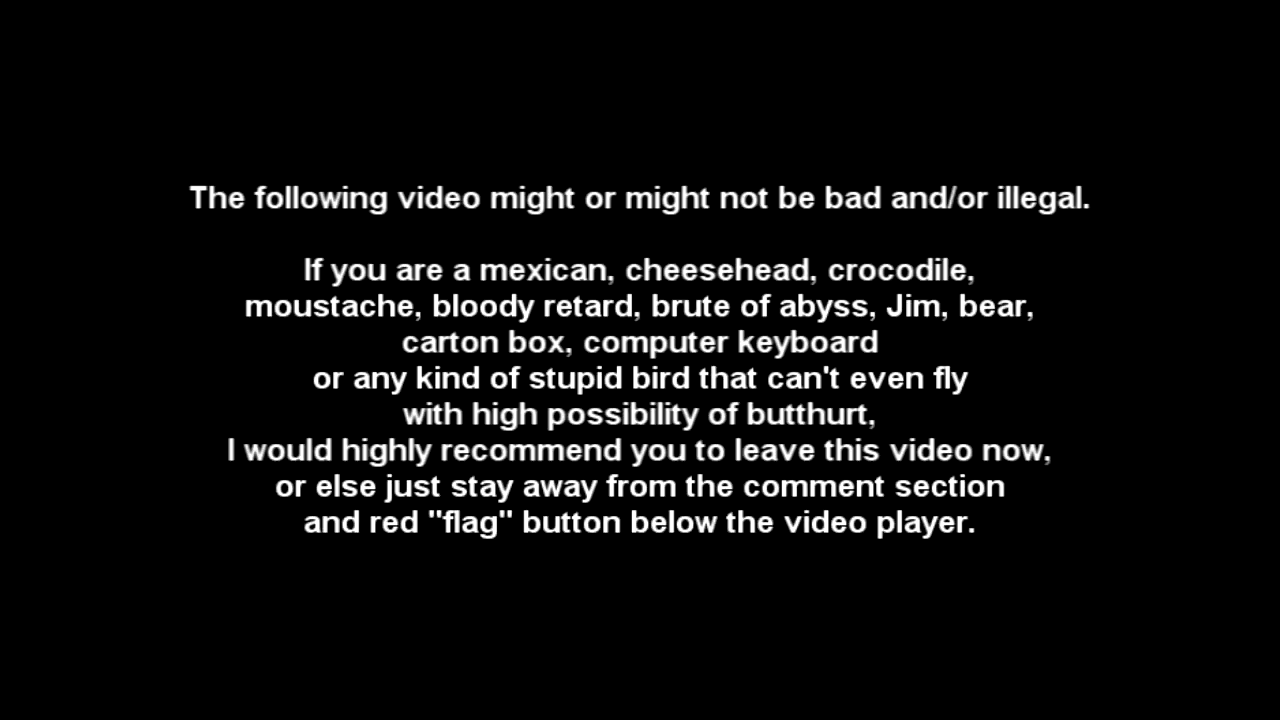 The following video might or might not be bad and/or illegal.
If you are a mexican, cheesehead, crocodile,
moustache, bloody retard, brute of abyss, Jim, bear,
carton box, computer keyboard
or any kind of stupid bird that can't even fly
with high possibility of butthurt,
I would highly recommend you to leave this video now,
or else just stay away from the comment section
and red "flag" button below the video player.